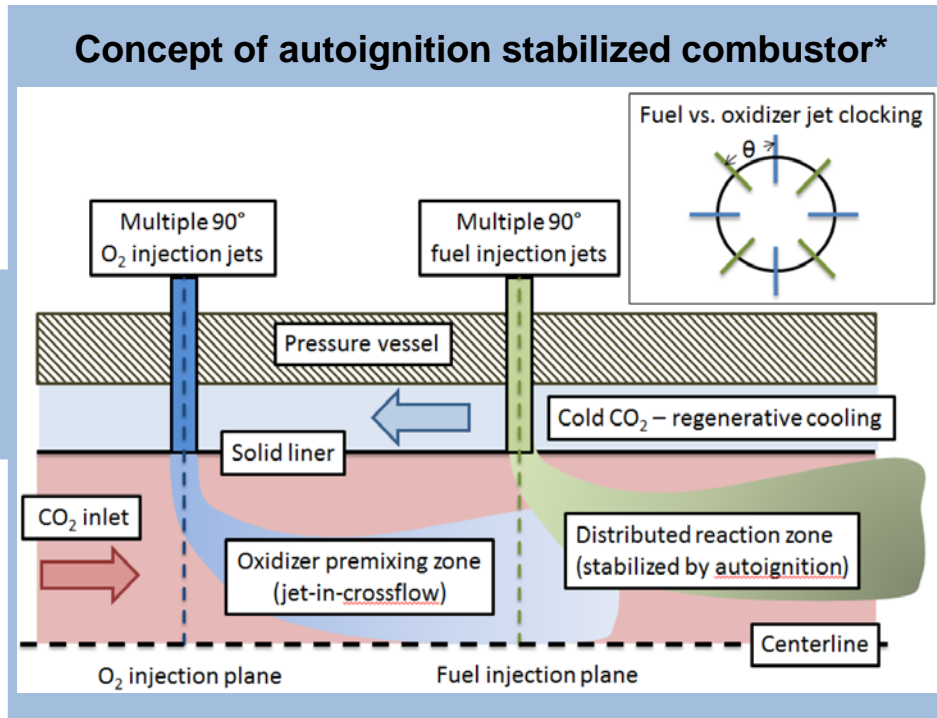 Concept of autoignition stabilized combustor*
Fuel vs. oxidizer jet clocking
θ
Multiple 90°
O₂ injection jets
Multiple 90°
fuel injection jets
Pressure vessel
Cold CO₂ – regenerative cooling
Solid liner
CO₂ inlet
Oxidizer premixing zone
(jet-in-crossflow)
Distributed reaction zone
(stabilized by autoignition)
Centerline
O₂ injection plane
Fuel injection plane